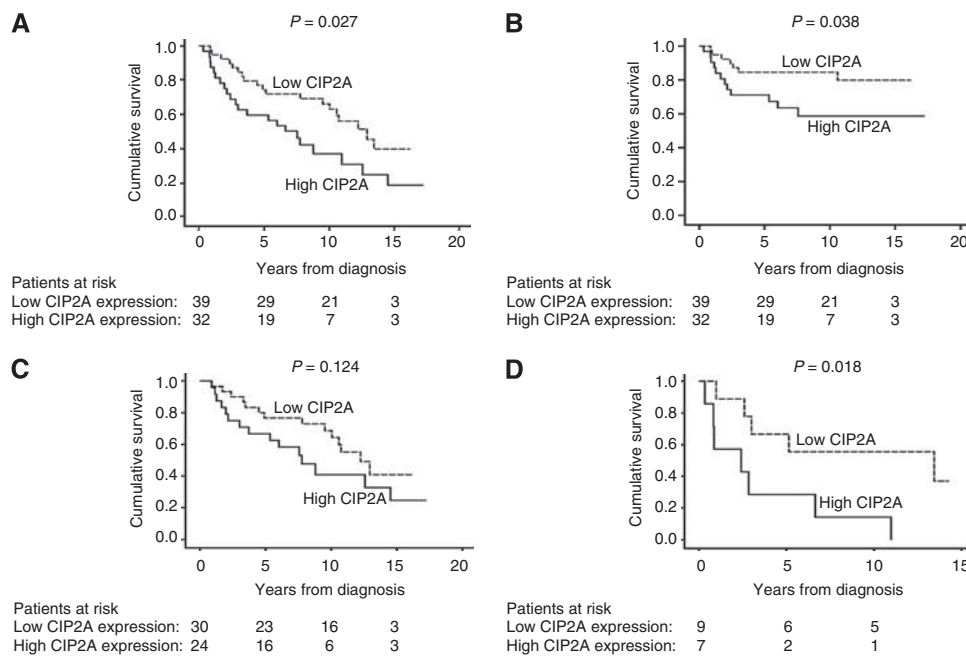 A
P = 0.027
Cumulative survival
1.0
0.8
0.6
0.4
0.2
0.0
Low CIP2A
High CIP2A
0 5 10 15 20
Years from diagnosis
Patients at risk
Low CIP2A expression: 39 29 21 3
High CIP2A expression: 32 19 7 3
B
P = 0.038
Cumulative survival
1.0
0.8
0.6
0.4
0.2
0.0
Low CIP2A
High CIP2A
0 5 10 15 20
Years from diagnosis
Patients at risk
Low CIP2A expression: 39 29 21 3
High CIP2A expression: 32 19 7 3
C
P = 0.124
Cumulative survival
1.0
0.8
0.6
0.4
0.2
0.0
Low CIP2A
High CIP2A
0 5 10 15 20
Years from diagnosis
Patients at risk
Low CIP2A expression: 30 23 16 3
High CIP2A expression: 24 16 6 3
D
P = 0.018
Cumulative survival
1.0
0.8
0.6
0.4
0.2
0.0
Low CIP2A
High CIP2A
0 5 10 15
Years from diagnosis
Patients at risk
Low CIP2A expression: 9 6 5
High CIP2A expression: 7 2 1